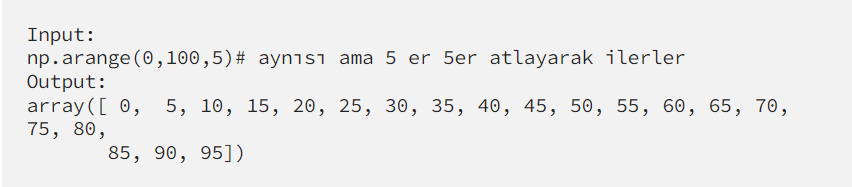 Input:
np.arange(0,100,5)# aynısı ama 5 er 5er atlayarak ilerler
Output:
array([ 0,  5, 10, 15, 20, 25, 30, 35, 40, 45, 50, 55, 60, 65, 70,
75, 80,
       85, 90, 95])